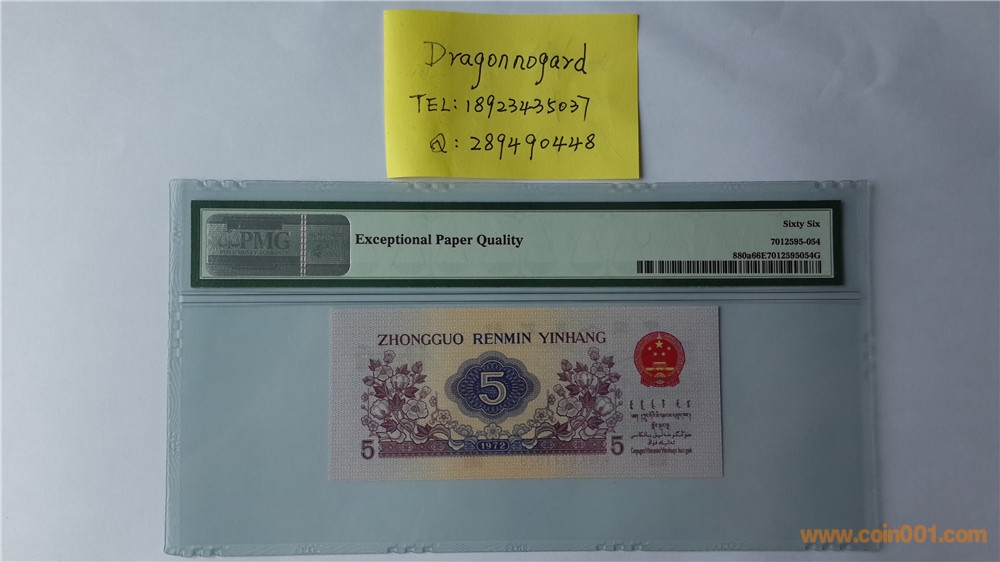 Dragonnogard
TEL: 18923435037
Q: 289490448
PMG
Exceptional Paper Quality
Sixty Six
7012595-054
880a66E7012595054G
ZHONGGUO RENMIN YINHANG
5
5
1972
5
www.coin001.com